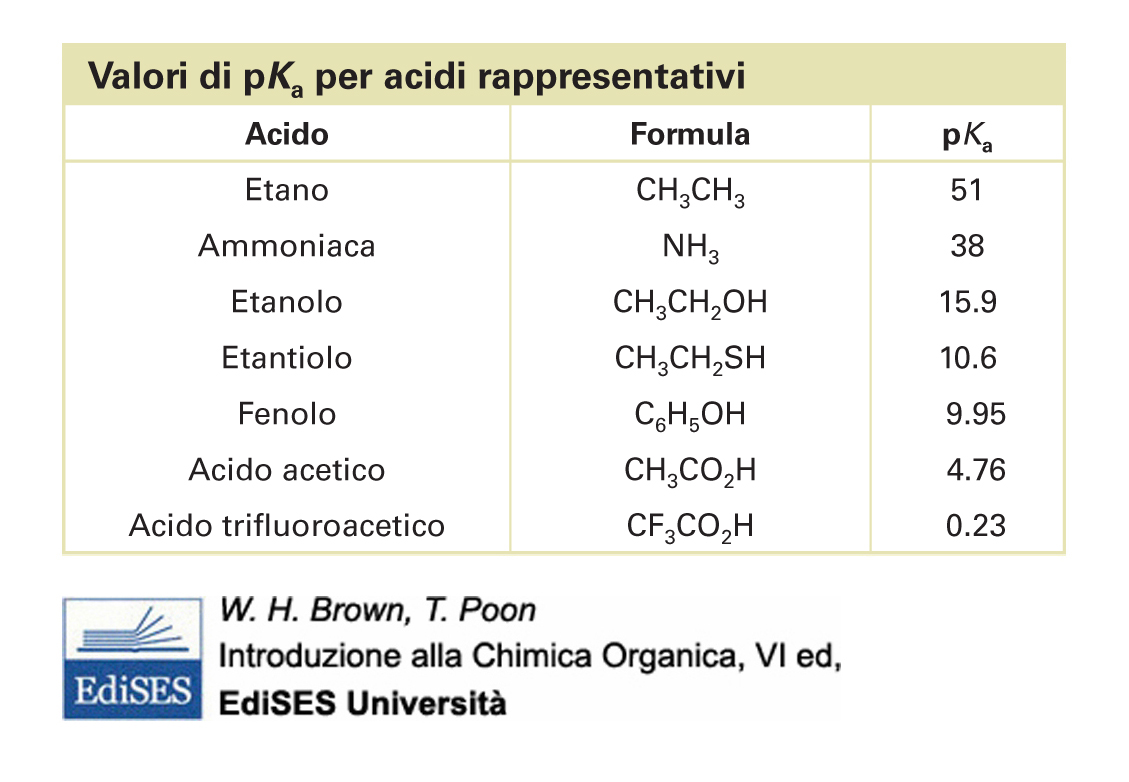 Valori di pKₐ per acidi rappresentativi
Acido Formula pKₐ
Etano CH₃CH₃ 51
Ammoniaca NH₃ 38
Etanolo CH₃CH₂OH 15.9
Etantiolo CH₃CH₂SH 10.6
Fenolo C₆H₅OH 9.95
Acido acetico CH₃CO₂H 4.76
Acido trifluoroacetico CF₃CO₂H 0.23
W. H. Brown, T. Poon
Introduzione alla Chimica Organica, VI ed,
EdiSES
EdiSES Università